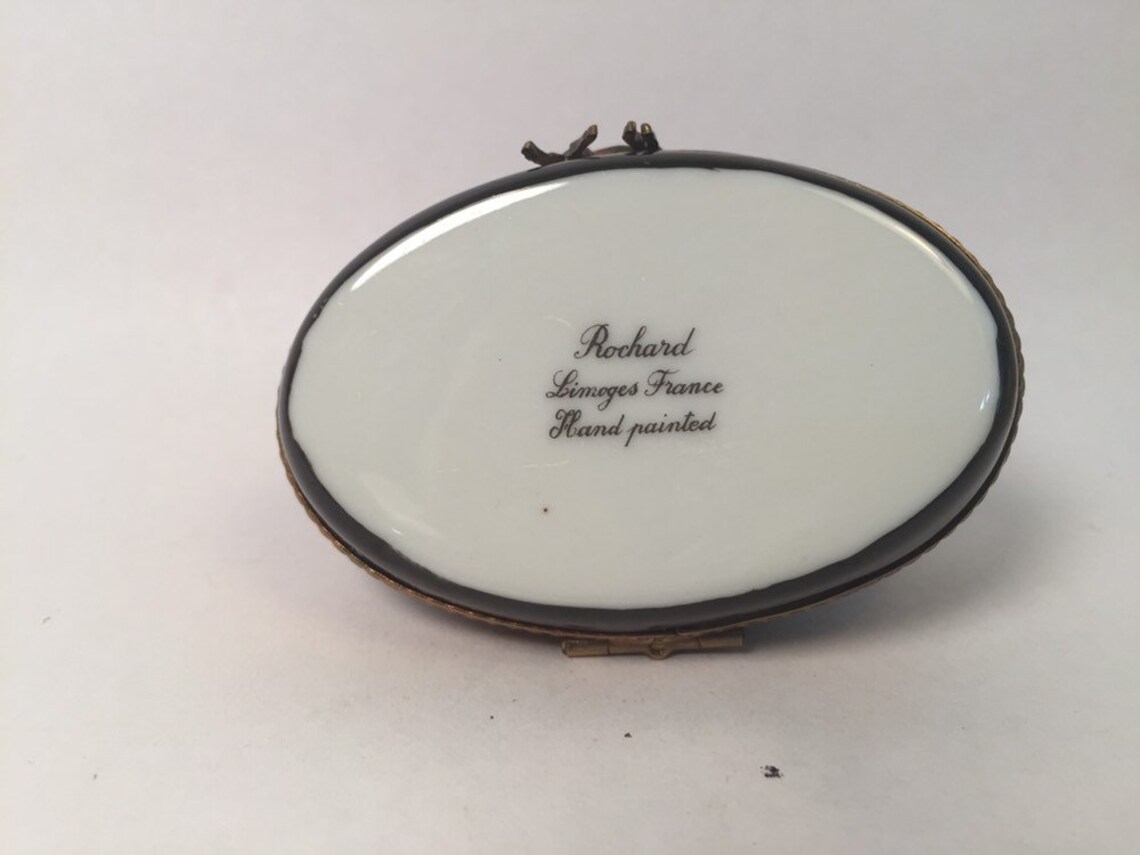 Rochard
Limoges France
Hand painted